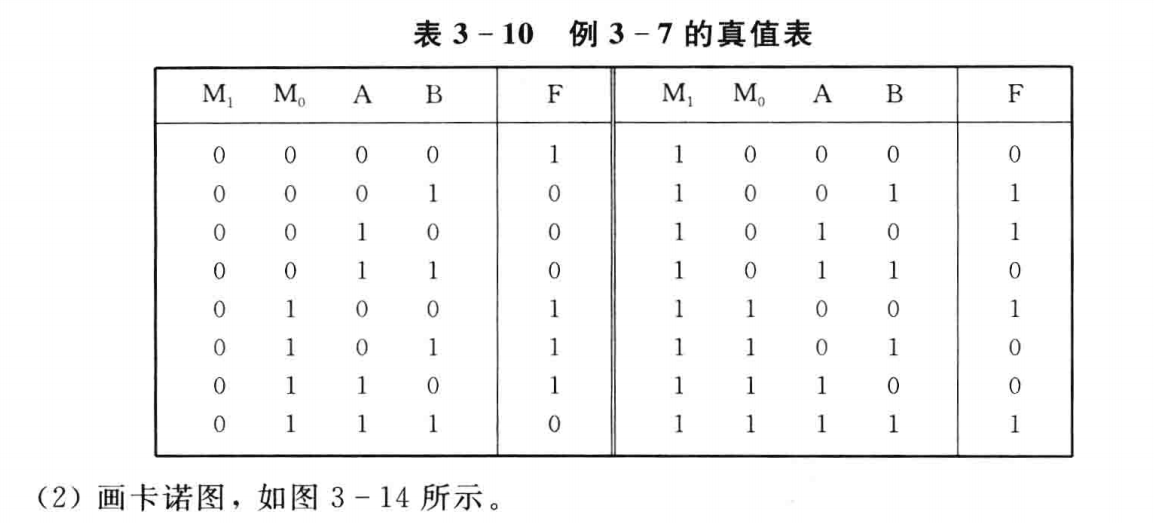 表 3－10 例 3－7 的真值表
M₁ M₀ A B F M₁ M₀ A B F
0 0 0 0 1 1 0 0 0 0
0 0 0 1 0 1 0 0 1 1
0 0 1 0 0 1 0 1 0 1
0 0 1 1 0 1 0 1 1 0
0 1 0 0 1 1 1 0 0 1
0 1 0 1 1 1 1 0 1 0
0 1 1 0 1 1 1 1 0 0
0 1 1 1 0 1 1 1 1 1
（2）画卡诺图，如图 3－14 所示。